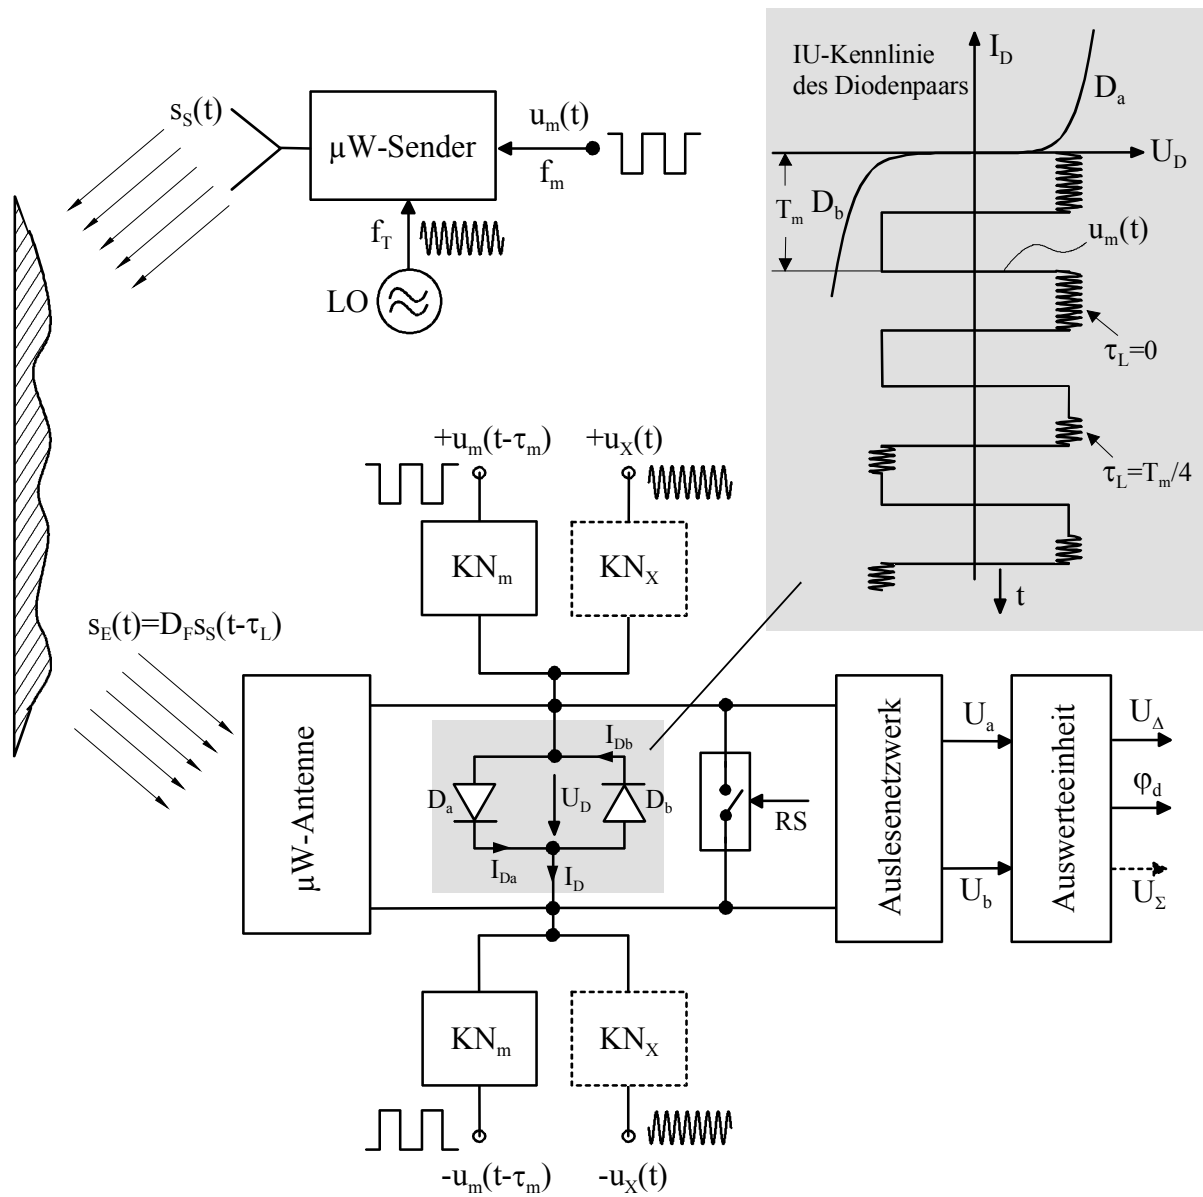 s_S(t)
µW-Sender
u_m(t)
f_m
f_T
LO
IU-Kennlinie
des Diodenpaars
I_D
D_a
U_D
T_m
D_b
u_m(t)
τ_L=0
τ_L=T_m/4
t
+u_m(t-τ_m)
+u_X(t)
KN_m
KN_X
s_E(t)=D_Fs_S(t-τ_L)
µW-Antenne
I_Db
D_a
U_D
D_b
I_Da
I_D
RS
Auslesenetzwerk
U_a
U_b
Auswerteeinheit
U_Δ
φ_d
U_Σ
KN_m
KN_X
-u_m(t-τ_m)
-u_X(t)